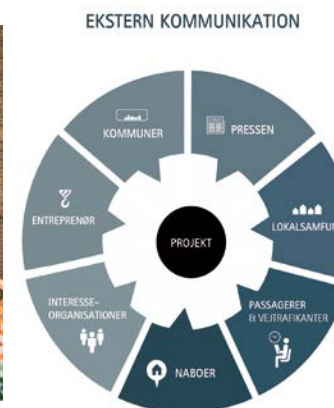 EKSTERN KOMMUNIKATION
KOMMUNER
PRESSEN
ENTREPRENØR
LOKALSAMFUN
PROJEKT
INTERESSE-
ORGANISATIONER
PASSAGERER
& VEJTRAFIKANTER
NABOER